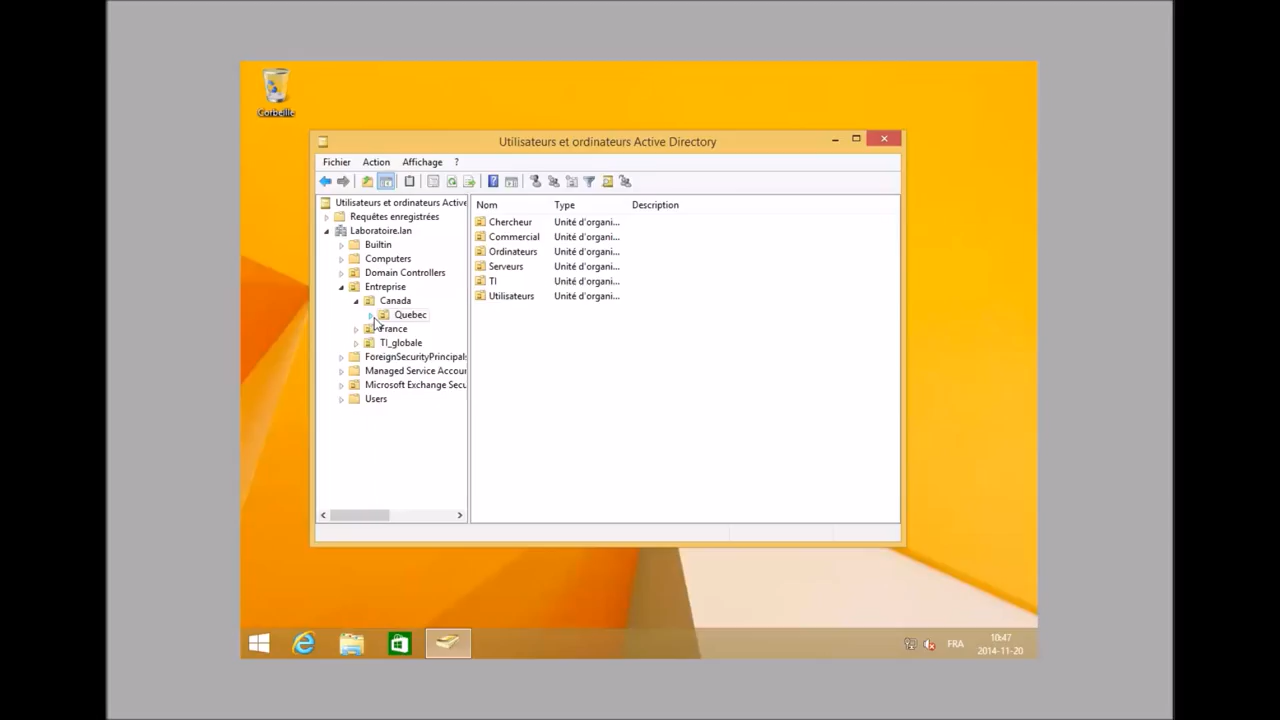 Corbeille
Utilisateurs et ordinateurs Active Directory
Fichier Action Affichage ?
Utilisateurs et ordinateurs Active
Requêtes enregistrées
Laboratoire.lan
Builtin
Computers
Domain Controllers
Entreprise
Canada
Quebec
France
TI_globale
ForeignSecurityPrincipals
Managed Service Accour
Microsoft Exchange Secu
Users
Nom Type Description
Chercheur Unité d'organi...
Commercial Unité d'organi...
Ordinateurs Unité d'organi...
Serveurs Unité d'organi...
TI Unité d'organi...
Utilisateurs Unité d'organi...
FRA
10:47
2014-11-20